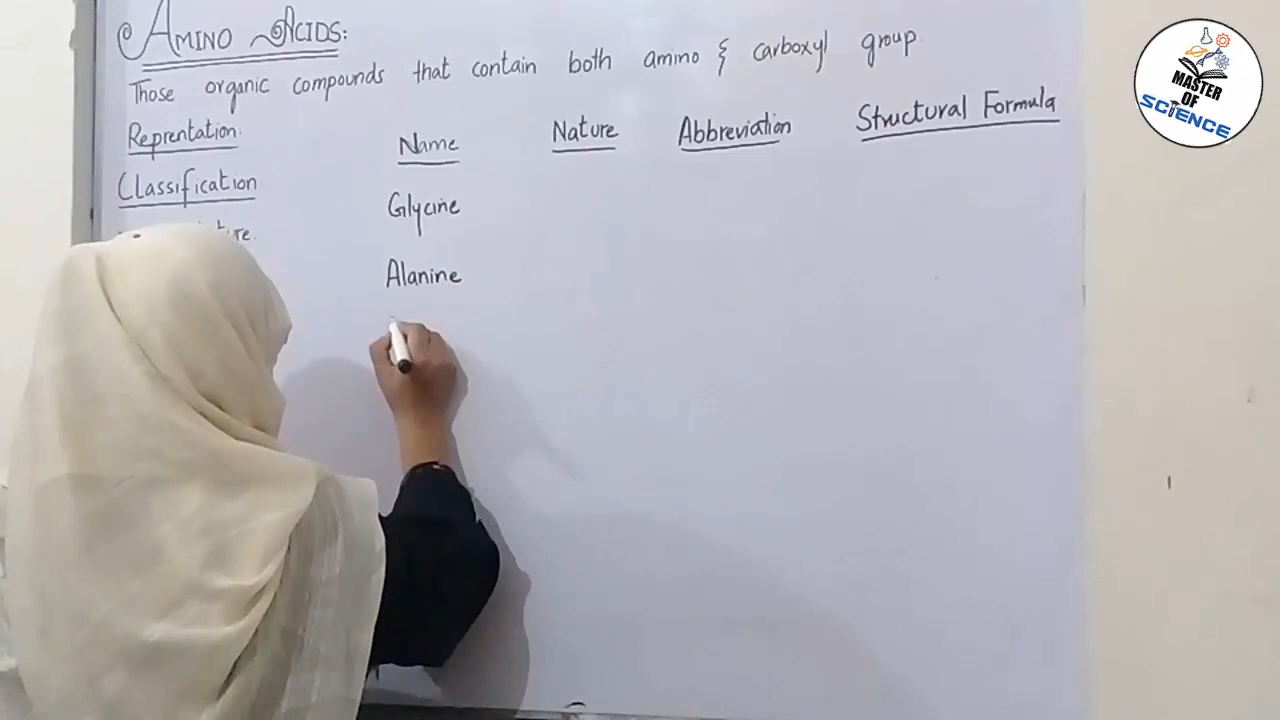 AMINO ACIDS:
Those organic compounds that contain both amino & carboxyl group.
Reprentation:
Classification
Name Nature Abbreviation Structural Formula
Glycine
Alanine
MASTER
OF
SCIENCE